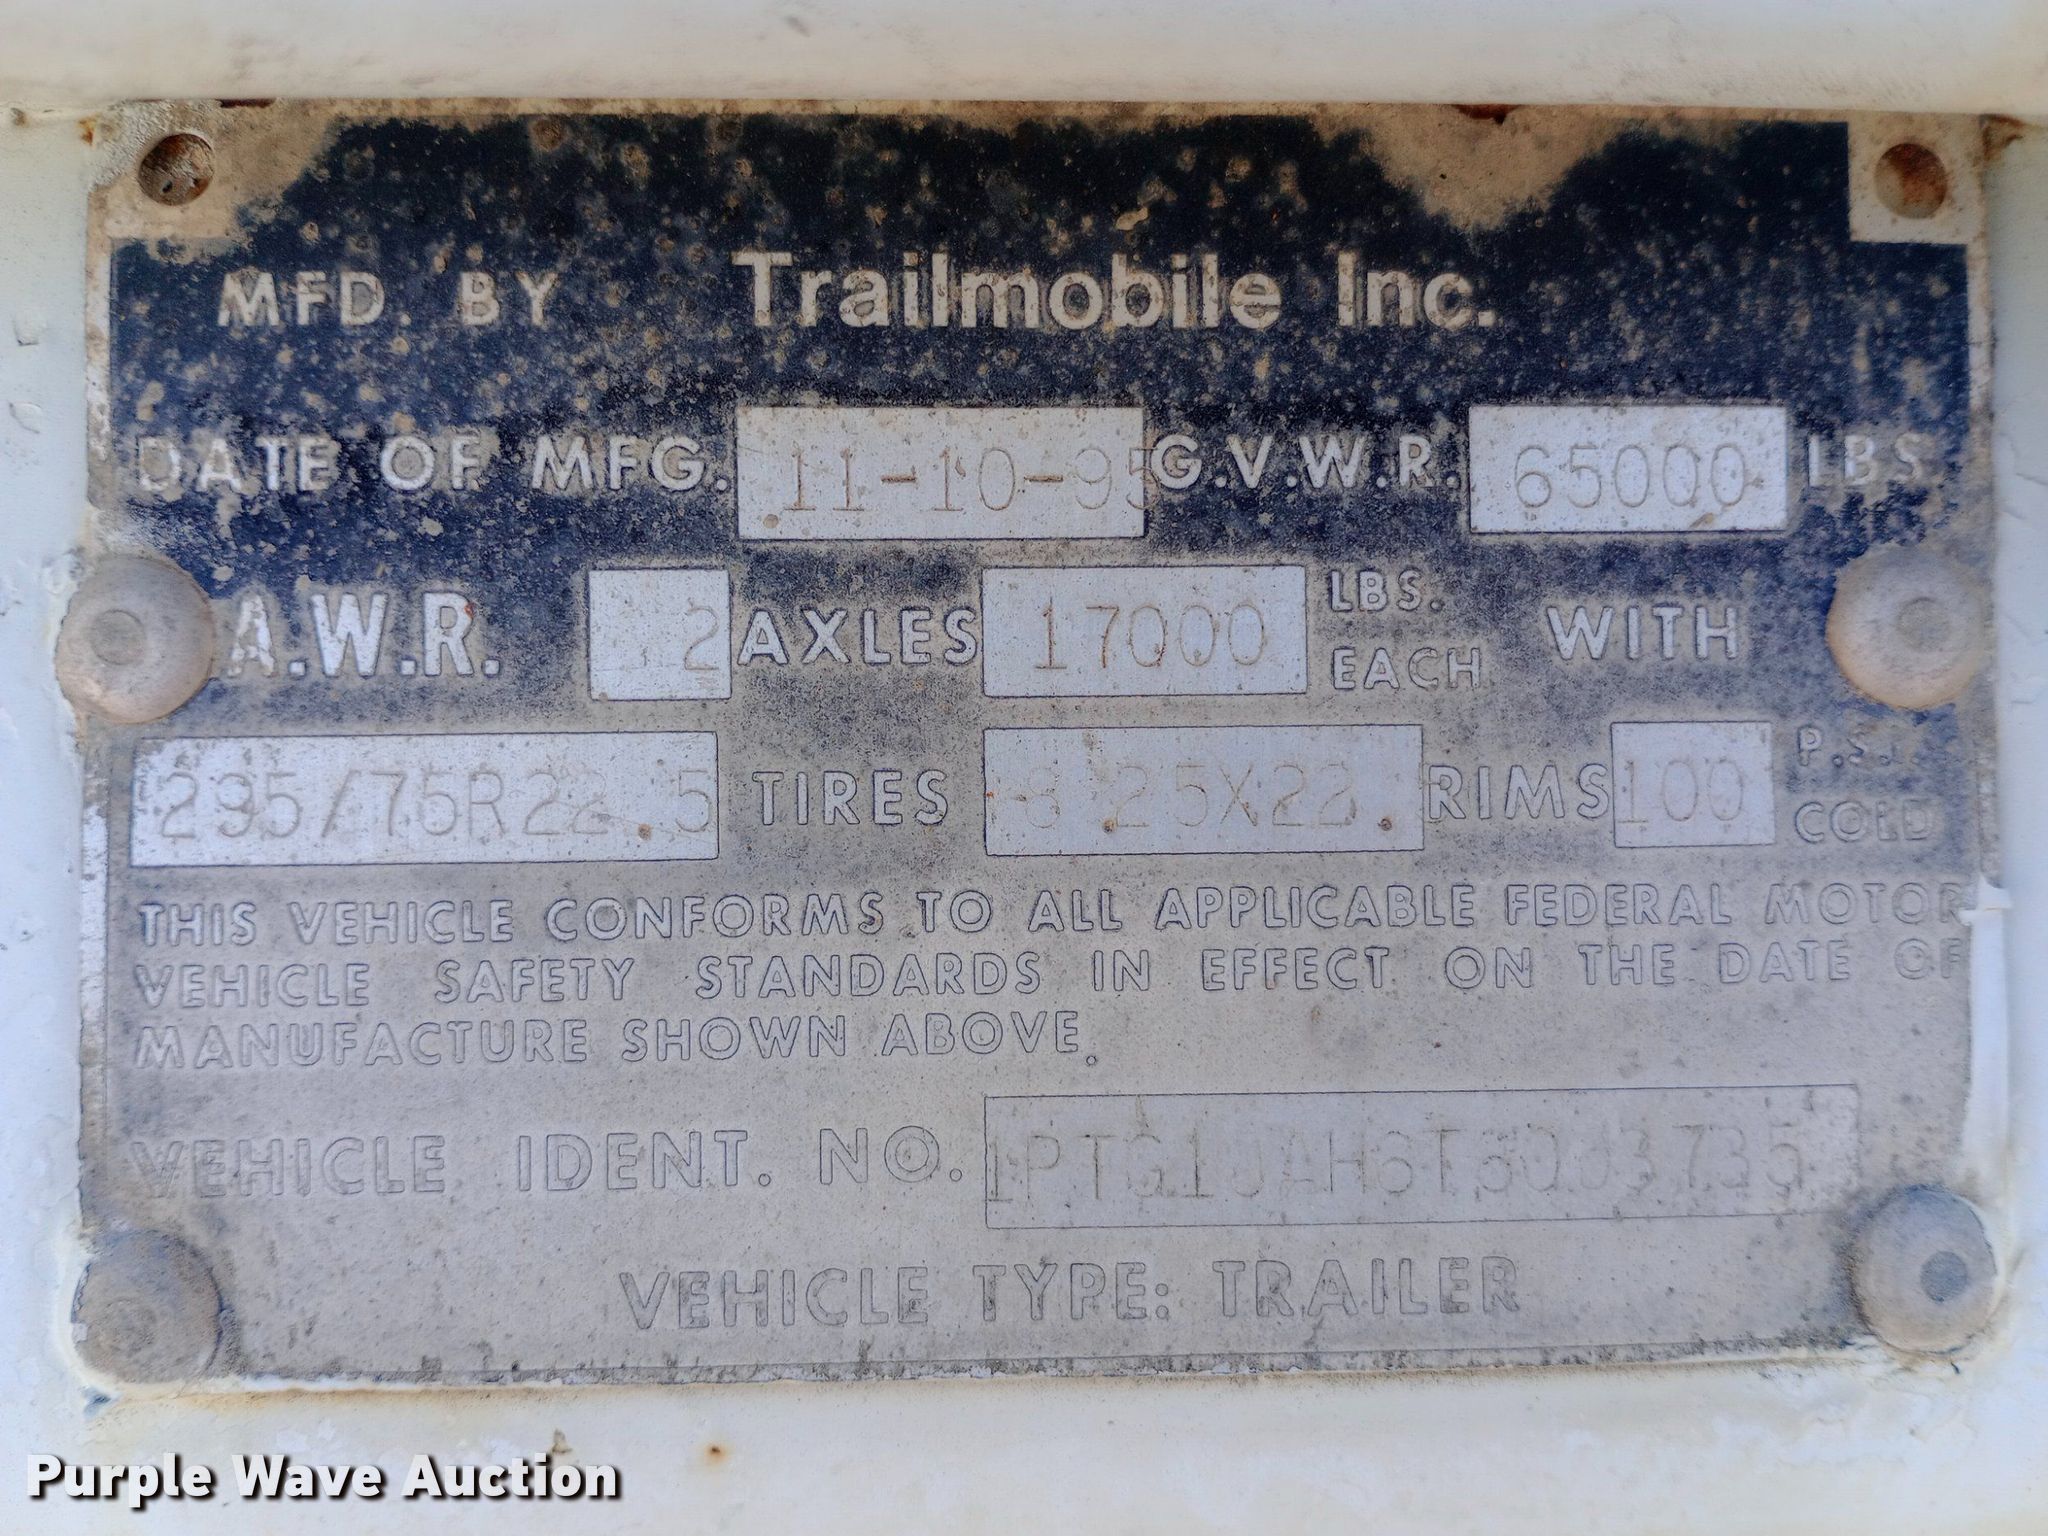 MFD. BY Trailmobile Inc.
DATE OF MFG. 11-10-95 G.V.W.R. 65000 LBS
A.W.R. 2 AXLES 17000 LBS. EACH WITH
295/75R22.5 TIRES 8.25X22. RIMS 100 P.S.I. COLD
THIS VEHICLE CONFORMS TO ALL APPLICABLE FEDERAL MOTOR
VEHICLE SAFETY STANDARDS IN EFFECT ON THE DATE OF
MANUFACTURE SHOWN ABOVE.
VEHICLE IDENT. NO.
VEHICLE TYPE: TRAILER
Purple Wave Auction